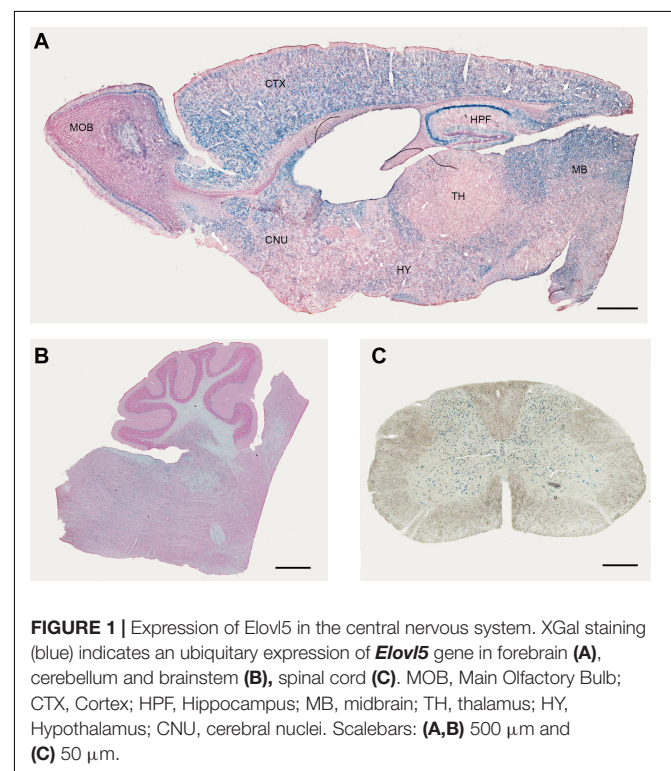 A
CTX
MOB
HPF
MB
TH
CNU
HY
B
C
FIGURE 1 | Expression of Elovl5 in the central nervous system. XGal staining
(blue) indicates an ubiquitary expression of Elovl5 gene in forebrain (A),
cerebellum and brainstem (B), spinal cord (C). MOB, Main Olfactory Bulb;
CTX, Cortex; HPF, Hippocampus; MB, midbrain; TH, thalamus; HY,
Hypothalamus; CNU, cerebral nuclei. Scalebars: (A,B) 500 μm and
(C) 50 μm.